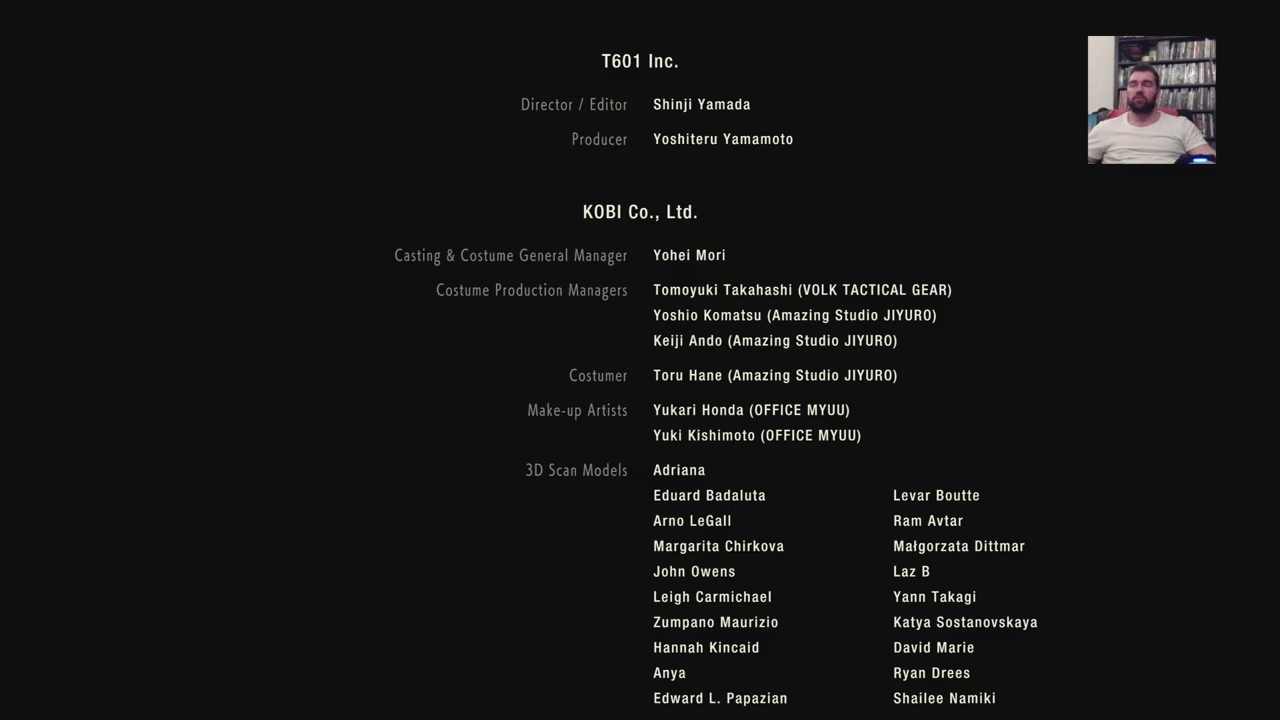 T601 Inc.
Director / Editor Shinji Yamada
Producer Yoshiteru Yamamoto
KOBI Co., Ltd.
Casting & Costume General Manager Yohei Mori
Costume Production Managers Tomoyuki Takahashi (VOLK TACTICAL GEAR)
Yoshio Komatsu (Amazing Studio JIYURO)
Keiji Ando (Amazing Studio JIYURO)
Costumer Toru Hane (Amazing Studio JIYURO)
Make-up Artists Yukari Honda (OFFICE MYUU)
Yuki Kishimoto (OFFICE MYUU)
3D Scan Models Adriana
Eduard Badaluta Levar Boutte
Arno LeGall Ram Avtar
Margarita Chirkova Małgorzata Dittmar
John Owens Laz B
Leigh Carmichael Yann Takagi
Zumpano Maurizio Katya Sostanovskaya
Hannah Kincaid David Marie
Anya Ryan Drees
Edward L. Papazian Shailee Namiki